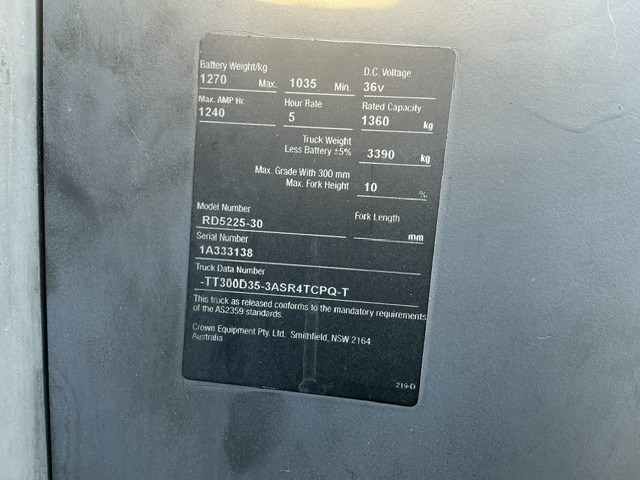 Battery Weight/kg D.C. Voltage
1270 Max. 1035 Min. 36v
Max. AMP Hr. Hour Rate Rated Capacity
1240 5 1360 kg
Truck Weight
Less Battery ±5% 3390 kg
Max. Grade With 300 mm
Max. Fork Height 10 %
Model Number Fork Length
RD5225-30 mm
Serial Number
1A333138
Truck Data Number
-TT300D35-3ASR4TCPQ-T
This truck as released conforms to the mandatory requirements
of the AS2359 standards.
Crown Equipment Pty. Ltd. Smithfield, NSW 2164
Australia
219-D